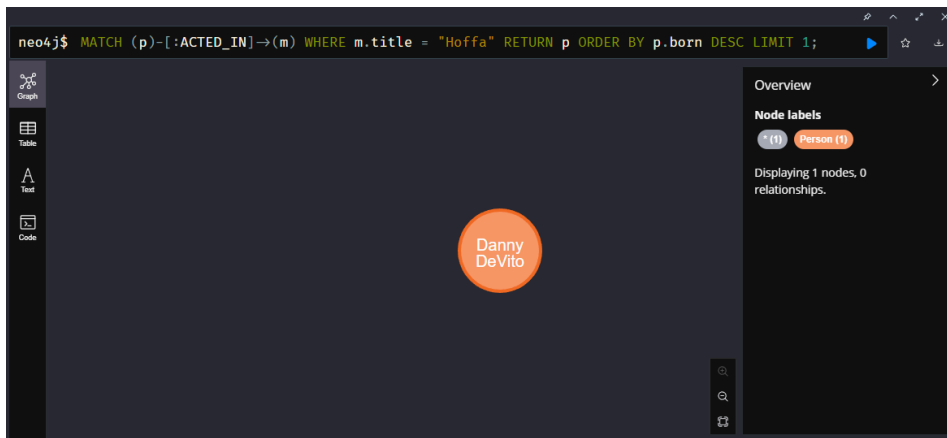 neo4j$ MATCH (p)-[:ACTED_IN]→(m) WHERE m.title = "Hoffa" RETURN p ORDER BY p.born DESC LIMIT 1;
Graph
Table
A
Text
Code
Danny
DeVito
Overview
Node labels
* (1) Person (1)
Displaying 1 nodes, 0
relationships.